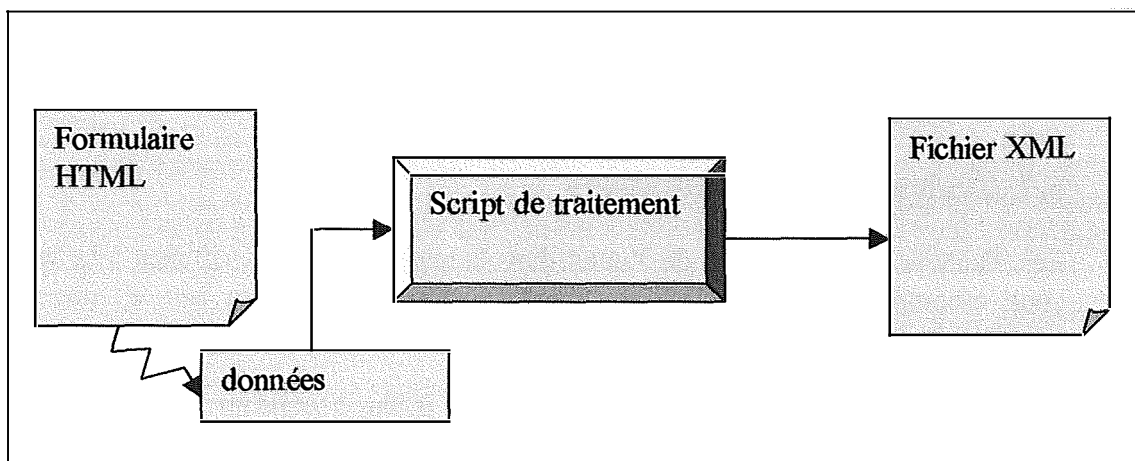 Formulaire
HTML
Script de traitement
Fichier XML
données